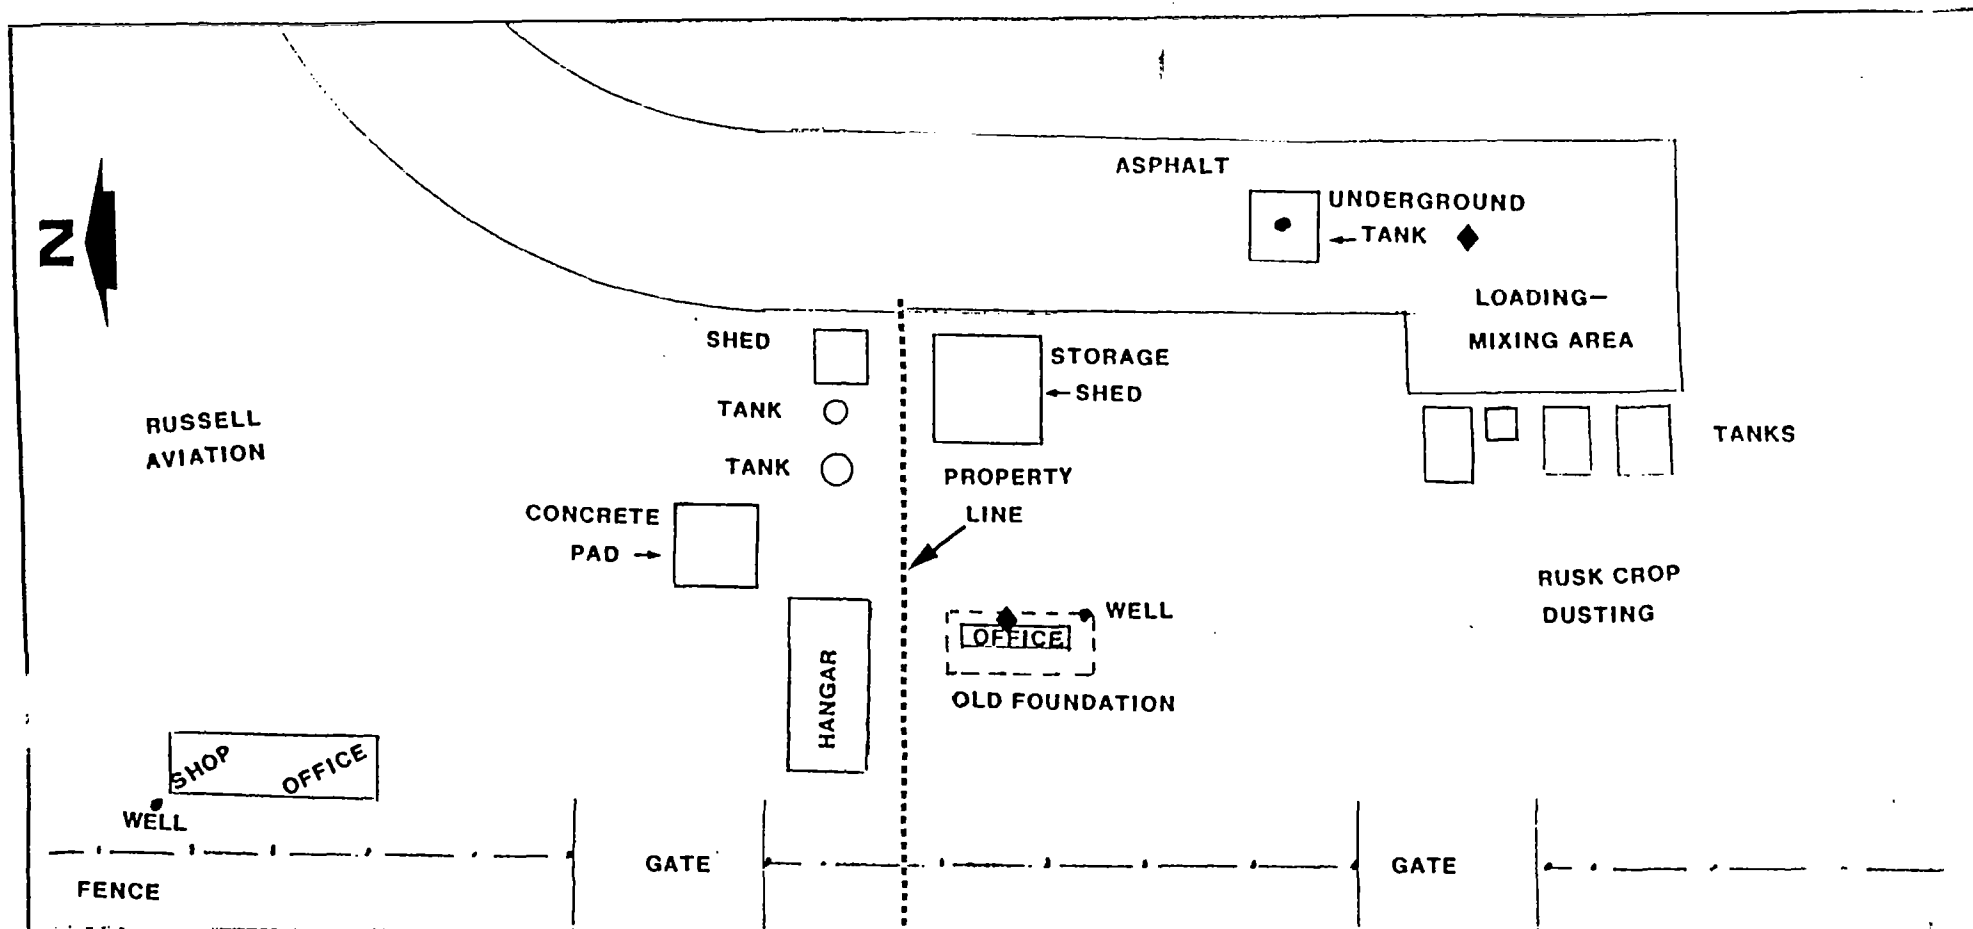 ASPHALT
UNDERGROUND
TANK
N
LOADING-
MIXING AREA
SHED
STORAGE
SHED
TANK
RUSSELL
AVIATION
TANKS
TANK
PROPERTY
LINE
CONCRETE
PAD
RUSK CROP
DUSTING
WELL
OFFICE
HANGAR
OLD FOUNDATION
SHOP OFFICE
WELL
GATE
GATE
FENCE